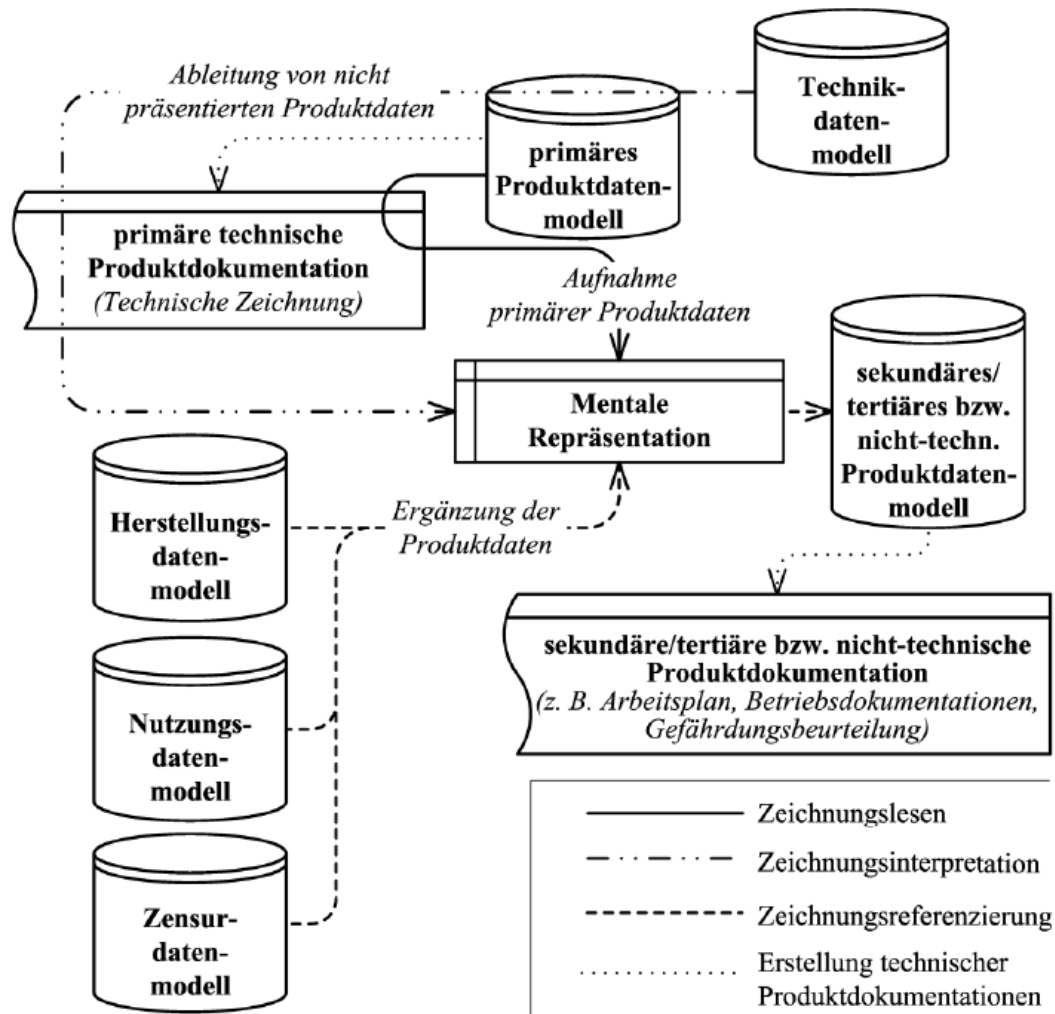 Ableitung von nicht
präsentierten Produktdaten
Technik-
daten-
modell
primäres
Produktdaten-
modell
primäre technische
Produktdokumentation
(Technische Zeichnung)
Aufnahme
primärer Produktdaten
Mentale
Repräsentation
sekundäres/
tertiäres bzw.
nicht-techn.
Produktdaten-
modell
Herstellungs-
daten-
modell
Ergänzung der
Produktdaten
Nutzungs-
daten-
modell
Zensur-
daten-
modell
sekundäre/tertiäre bzw. nicht-technische
Produktdokumentation
(z. B. Arbeitsplan, Betriebsdokumentationen,
Gefährdungsbeurteilung)
Zeichnungslesen
Zeichnungsinterpretation
Zeichnungsreferenzierung
Erstellung technischer
Produktdokumentationen